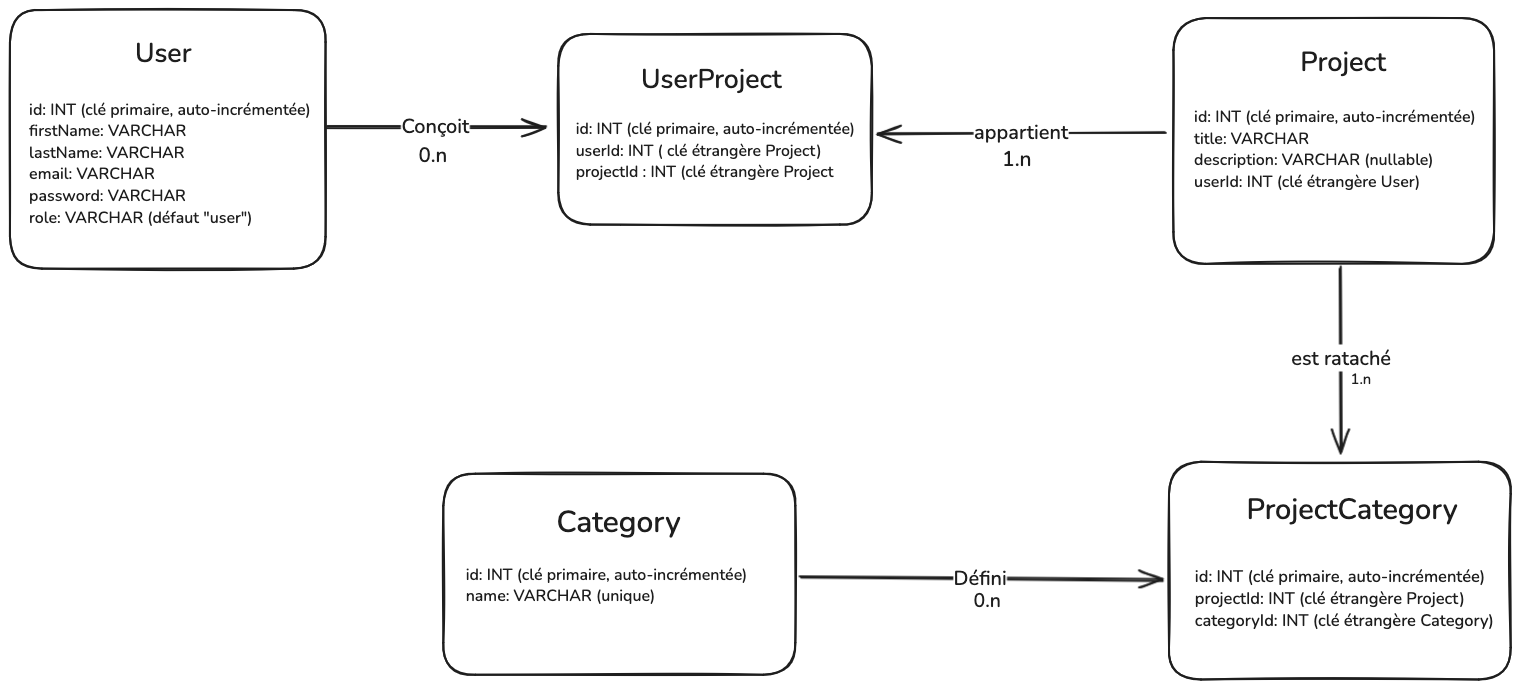 User
id: INT (clé primaire, auto-incrémentée)
firstName: VARCHAR
lastName: VARCHAR
email: VARCHAR
password: VARCHAR
role: VARCHAR (défaut "user")
Conçoit
0.n
UserProject
id: INT (clé primaire, auto-incrémentée)
userId: INT ( clé étrangère Project)
projectId : INT (clé étrangère Project
appartient
1.n
Project
id: INT (clé primaire, auto-incrémentée)
title: VARCHAR
description: VARCHAR (nullable)
userId: INT (clé étrangère User)
est rataché
1.n
Category
id: INT (clé primaire, auto-incrémentée)
name: VARCHAR (unique)
Défini
0.n
ProjectCategory
id: INT (clé primaire, auto-incrémentée)
projectId: INT (clé étrangère Project)
categoryId: INT (clé étrangère Category)